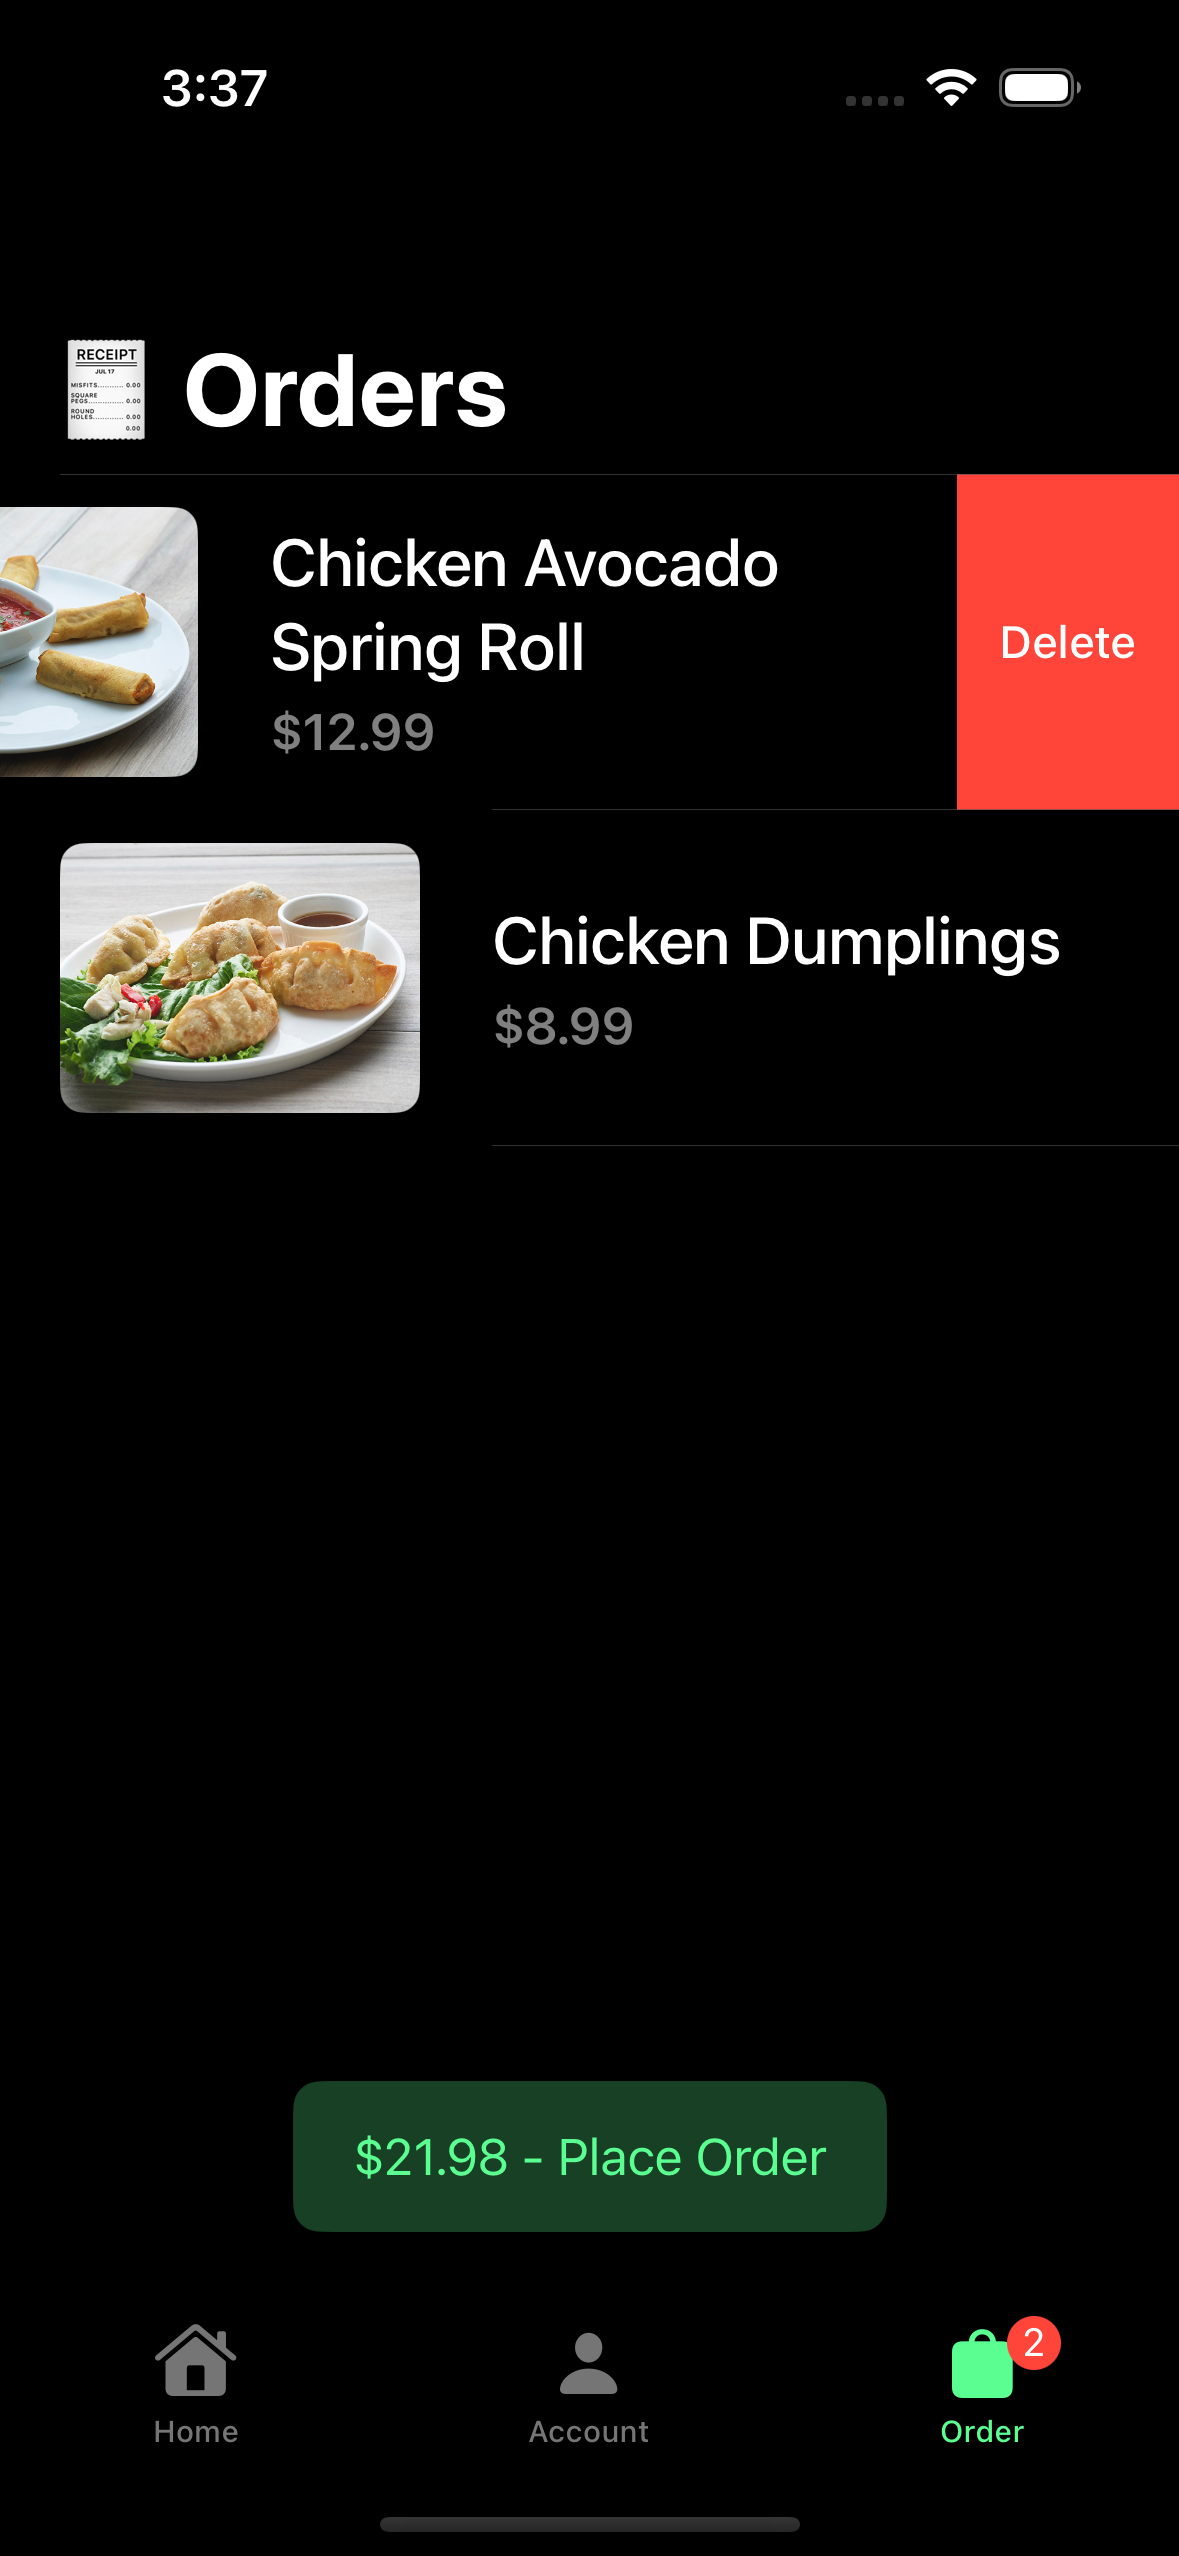 3:37
RECEIPT
JUL 17
MISFITS........... 0.00
SQUARE
PEGS.............. 0.00
ROUND
HOLES............. 0.00
0.00
Orders
Chicken Avocado
Spring Roll
$12.99
Delete
Chicken Dumplings
$8.99
$21.98 - Place Order
2
Home
Account
Order